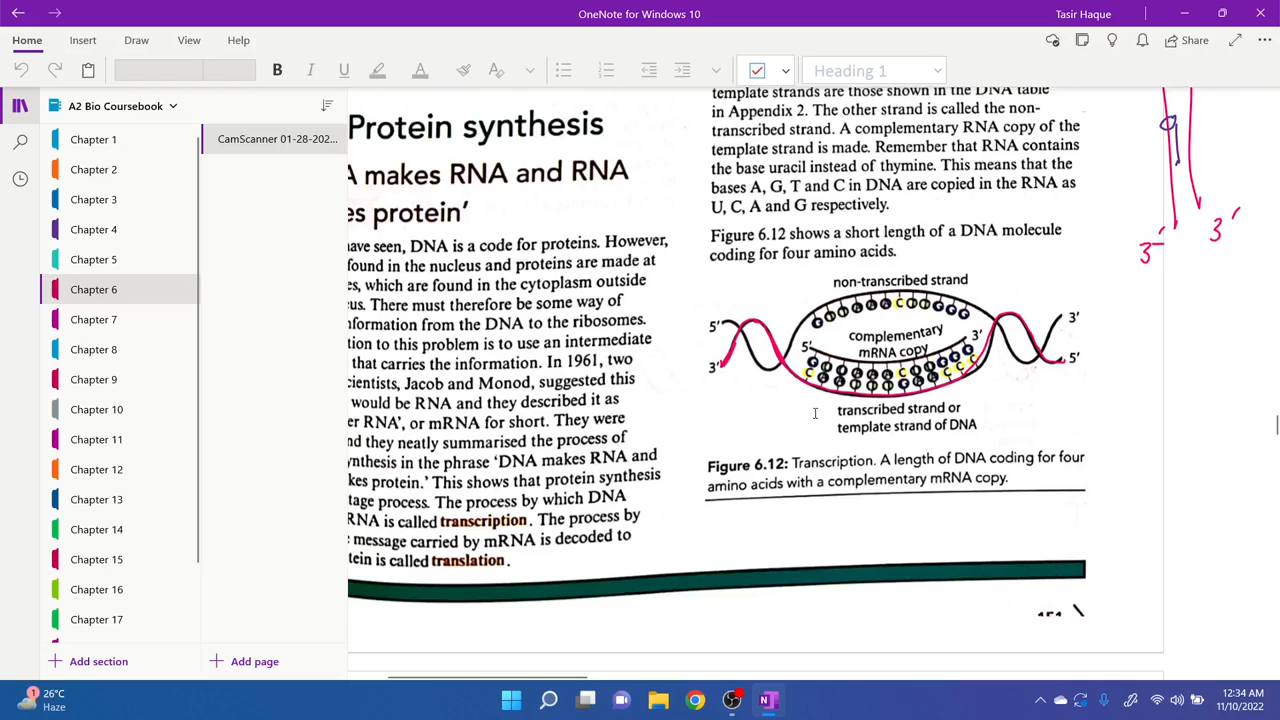 OneNote for Windows 10
Tasir Haque
Home
Insert
Draw
View
Help
Share
B
I
U
A
Heading 1
A2 Bio Coursebook
Chapter 1
Chapter 2
Chapter 3
Chapter 4
Chapter 5
Chapter 6
Chapter 7
Chapter 8
Chapter 9
Chapter 10
Chapter 11
Chapter 12
Chapter 13
Chapter 14
Chapter 15
Chapter 16
Chapter 17
Add section
CamScanner 01-28-202...
Add page
Protein synthesis
A makes RNA and RNA
es protein’
have seen, DNA is a code for proteins. However,
found in the nucleus and proteins are made at
es, which are found in the cytoplasm outside
us. There must therefore be some way of
nformation from the DNA to the ribosomes.
tion to this problem is to use an intermediate
that carries the information. In 1961, two
cientists, Jacob and Monod, suggested this
would be RNA and they described it as
er RNA’, or mRNA for short. They were
nd they neatly summarised the process of
ynthesis in the phrase ‘DNA makes RNA and
kes protein.’ This shows that protein synthesis
tage process. The process by which DNA
RNA is called transcription. The process by
message carried by mRNA is decoded to
tein is called translation.
template strands are those shown in the DNA table
in Appendix 2. The other strand is called the non-
transcribed strand. A complementary RNA copy of the
template strand is made. Remember that RNA contains
the base uracil instead of thymine. This means that the
bases A, G, T and C in DNA are copied in the RNA as
U, C, A and G respectively.
Figure 6.12 shows a short length of a DNA molecule
coding for four amino acids.
non-transcribed strand
5′
3′
3′
5′
5′
complementary
mRNA copy
3′
transcribed strand or
template strand of DNA
Figure 6.12: Transcription. A length of DNA coding for four
amino acids with a complementary mRNA copy.
3′
3′
26°C
Haze
1
12:34 AM
11/10/2022